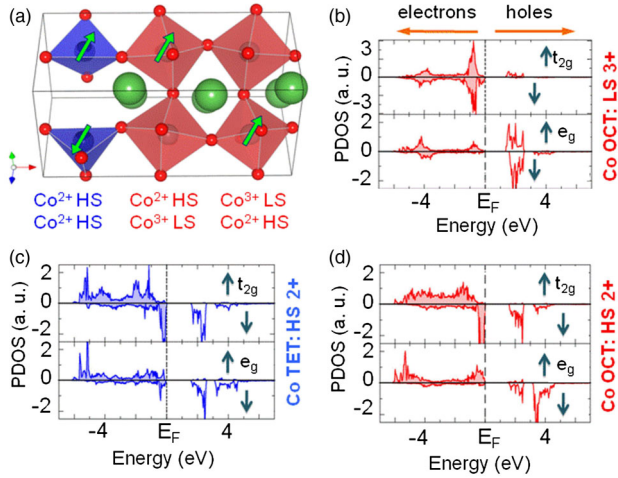 (a)
Co2+ HS Co2+ HS Co3+ LS
Co2+ HS Co3+ LS Co2+ HS
(b)
electrons holes
PDOS (a. u.)
3
0
-3
t2g
2
0
-2
eg
-4 EF 4
Energy (eV)
Co OCT: LS 3+
(c)
PDOS (a. u.)
2
0
-2
t2g
2
0
-2
eg
-4 EF 4
Energy (eV)
Co TET: HS 2+
(d)
PDOS (a. u.)
2
0
-2
t2g
2
0
-2
eg
-4 EF 4
Energy (eV)
Co OCT: HS 2+